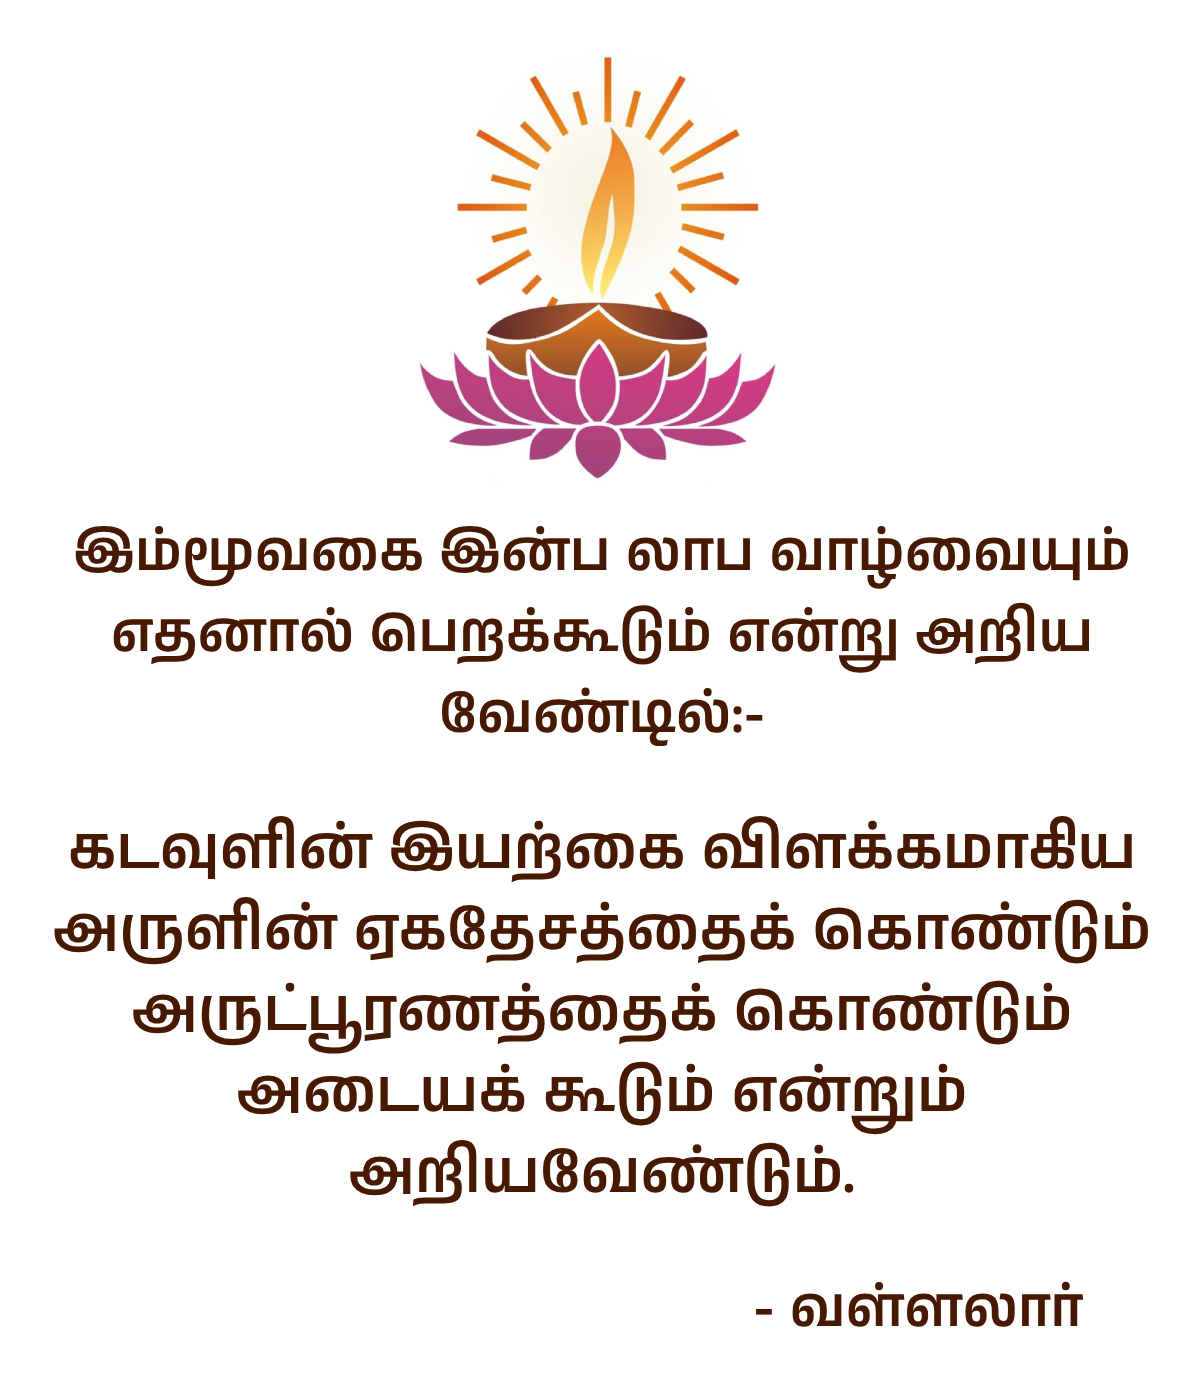 இம்மூவகை இன்ப லாப வாழ்வையும்
எதனால் பெறக்கூடும் என்று அறிய
வேண்டில்:-
கடவுளின் இயற்கை விளக்கமாகிய
அருளின் ஏகதேசத்தைக் கொண்டும்
அருட்பூரணத்தைக் கொண்டும்
அடையக் கூடும் என்றும்
அறியவேண்டும்.
- வள்ளலார்